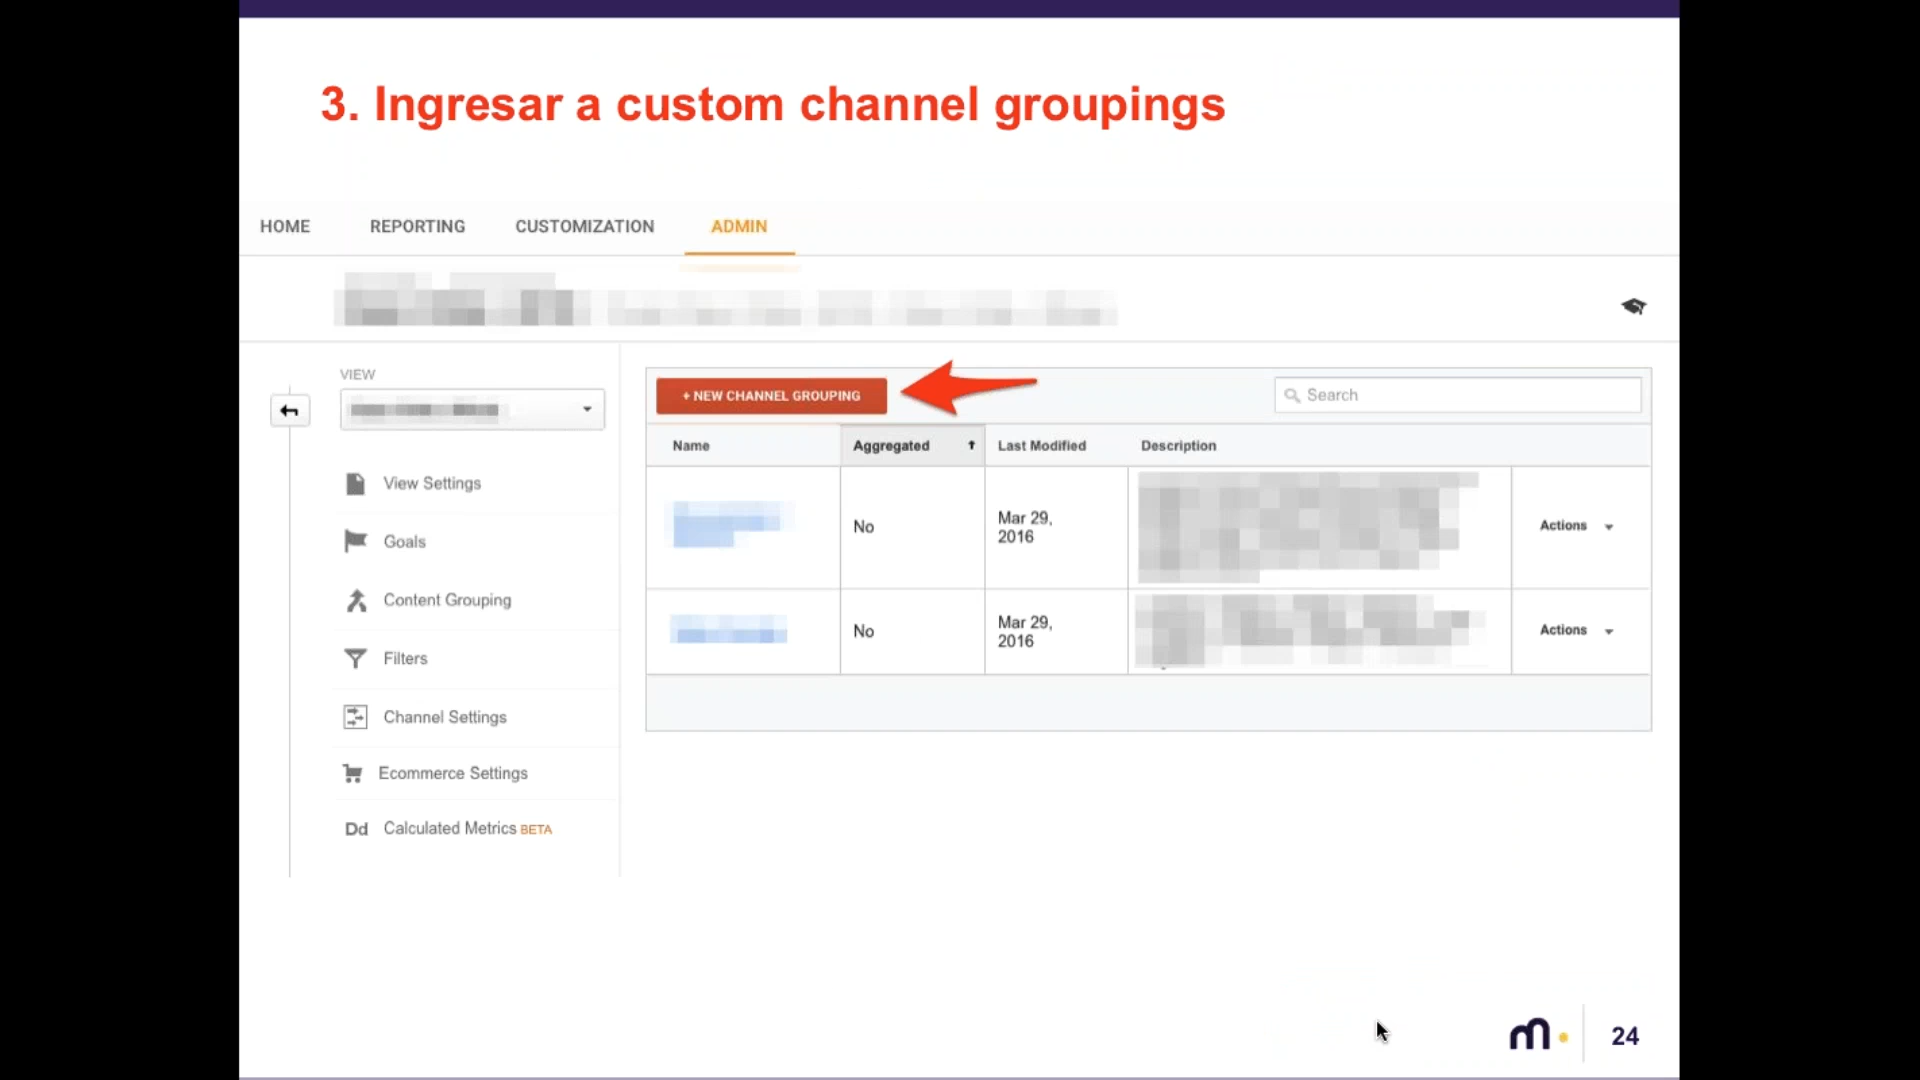 3. Ingresar a custom channel groupings
HOME REPORTING CUSTOMIZATION ADMIN
VIEW
View Settings
Goals
Content Grouping
Filters
Channel Settings
Ecommerce Settings
Dd Calculated Metrics BETA
+ NEW CHANNEL GROUPING
Search
Name Aggregated Last Modified Description
No Mar 29, Actions
2016
No Mar 29, Actions
2016
m
24